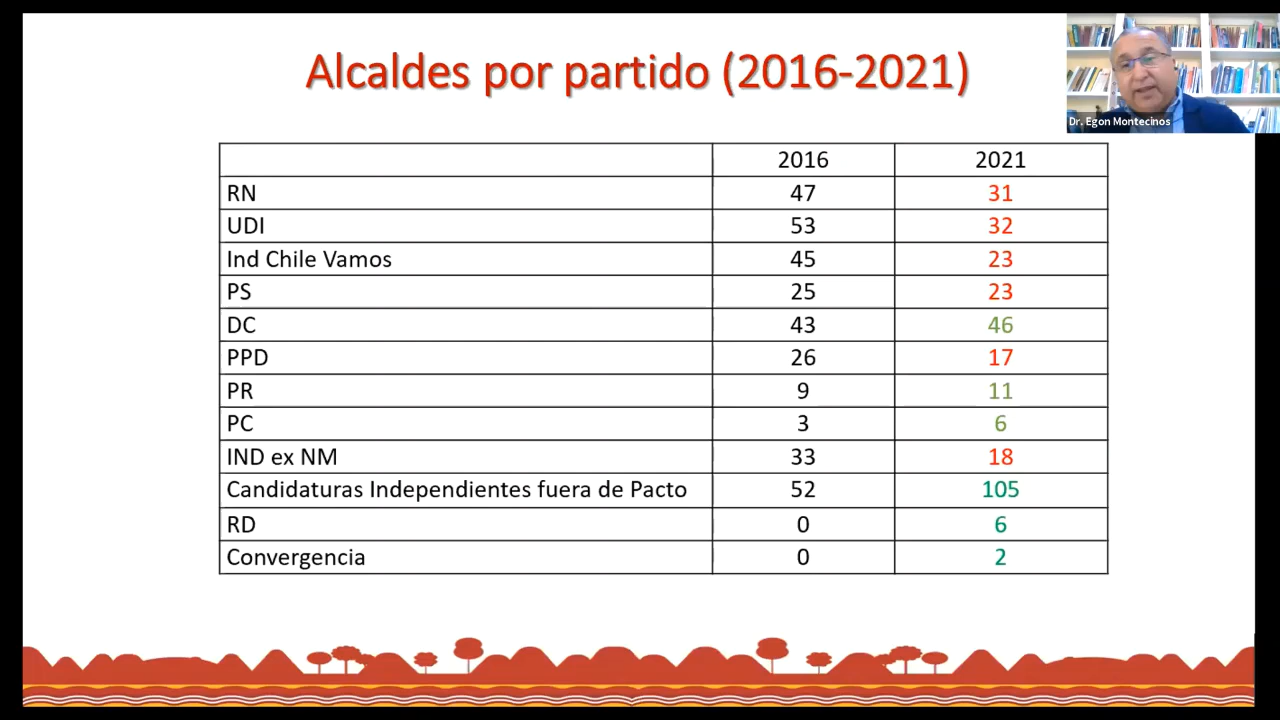 Alcaldes por partido (2016-2021)
Dr. Egon Montecinos
2016 2021
RN 47 31
UDI 53 32
Ind Chile Vamos 45 23
PS 25 23
DC 43 46
PPD 26 17
PR 9 11
PC 3 6
IND ex NM 33 18
Candidaturas Independientes fuera de Pacto 52 105
RD 0 6
Convergencia 0 2